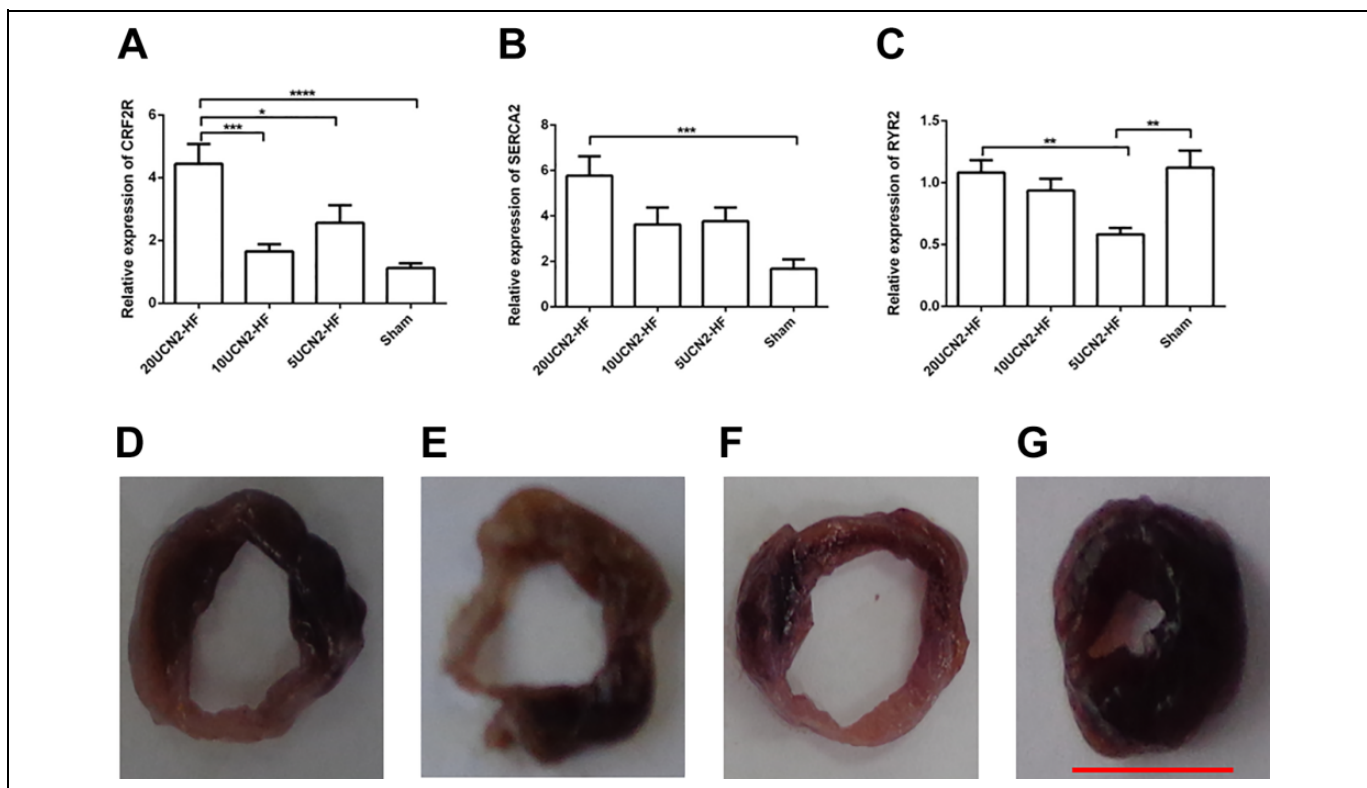 A
B
C
Relative expression of CRF2R
6
4
2
0
***
*
****
20UCN2-HF
10UCN2-HF
5UCN2-HF
Sham
Relative expression of SERCA2
8
6
4
2
0
***
20UCN2-HF
10UCN2-HF
5UCN2-HF
Sham
Relative expression of RYR2
1.5
1.0
0.5
0.0
**
**
20UCN2-HF
10UCN2-HF
5UCN2-HF
Sham
D
E
F
G